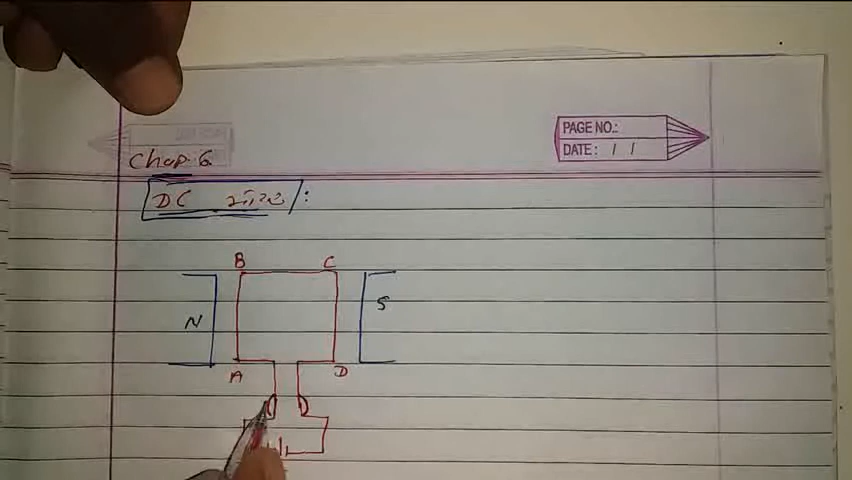 PAGE NO.:
DATE: / /
Chap. 6
DC :
B C
N S
A D